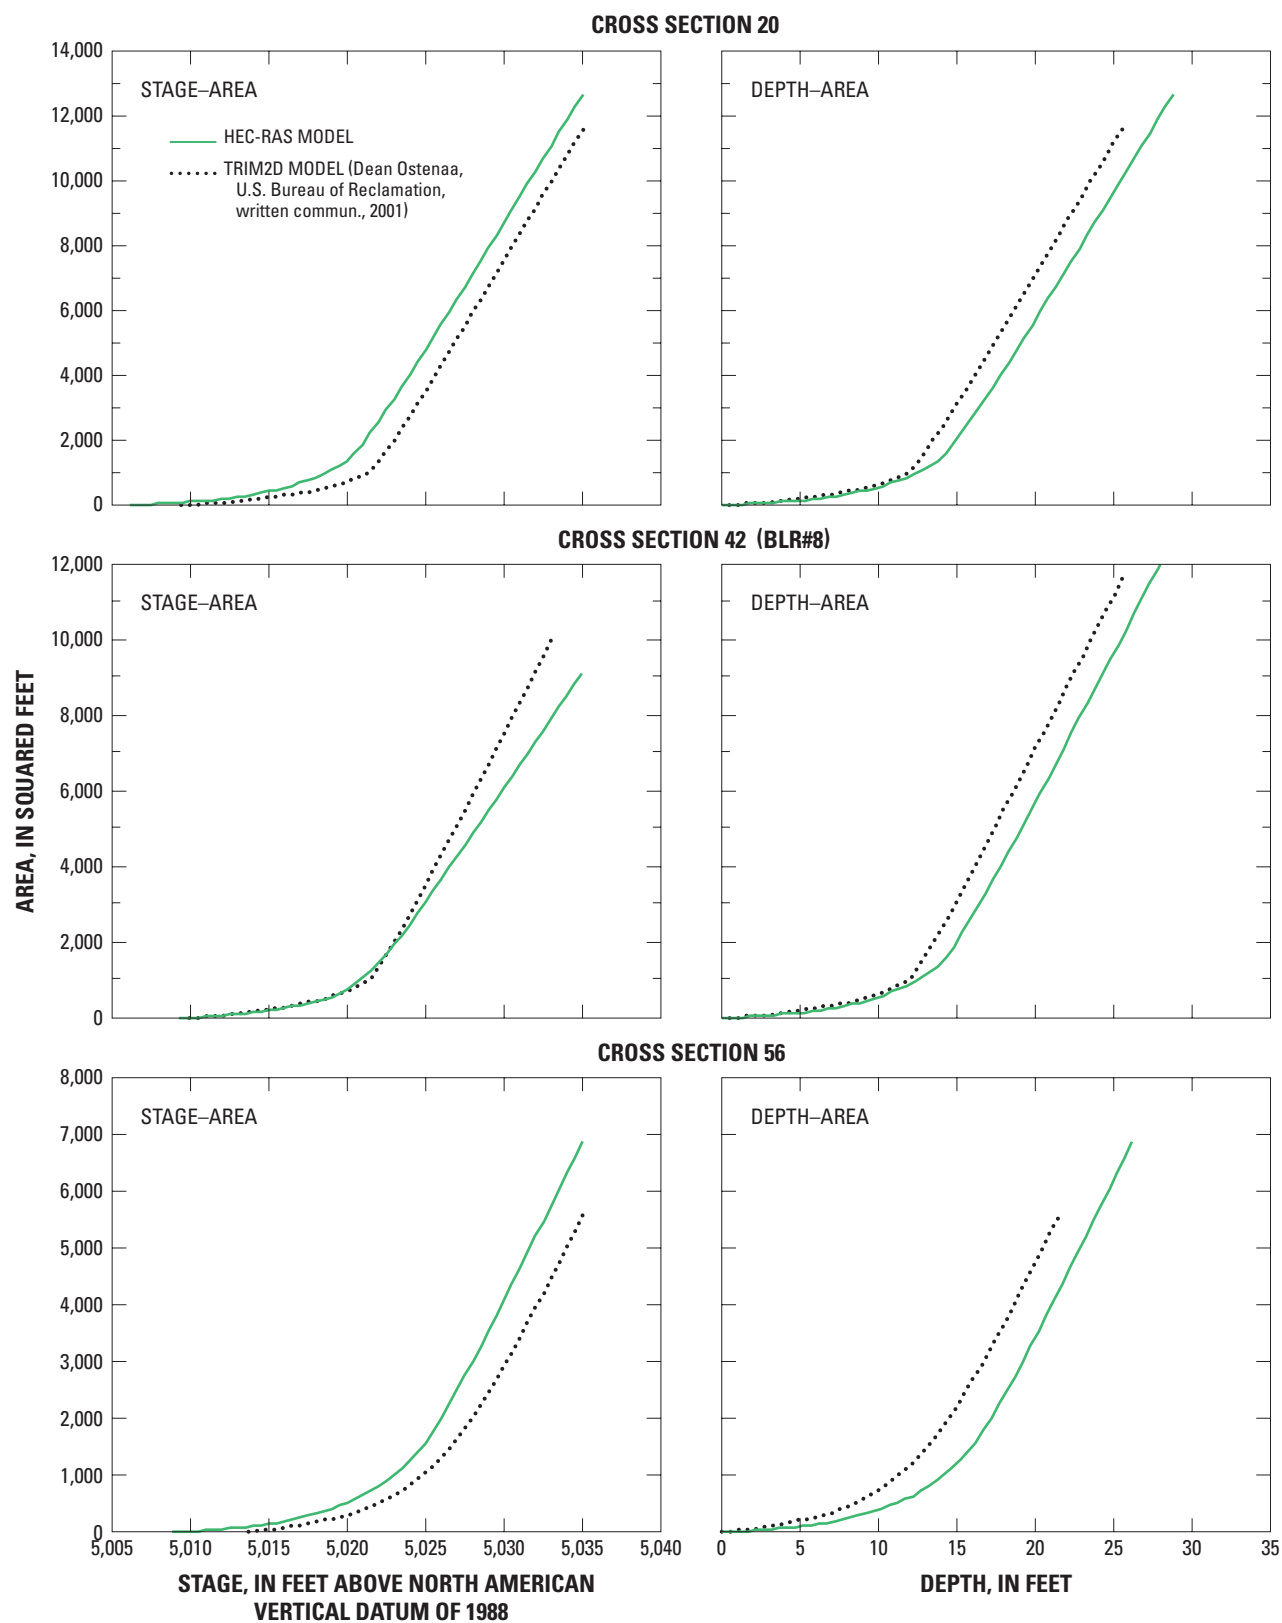 CROSS SECTION 20
14,000
12,000
10,000
8,000
6,000
4,000
2,000
0
STAGE–AREA
HEC-RAS MODEL
TRIM2D MODEL (Dean Ostenaa,
U.S. Bureau of Reclamation,
written commun., 2001)
DEPTH–AREA
CROSS SECTION 42 (BLR#8)
AREA, IN SQUARED FEET
12,000
10,000
8,000
6,000
4,000
2,000
0
STAGE–AREA
DEPTH–AREA
CROSS SECTION 56
8,000
7,000
6,000
5,000
4,000
3,000
2,000
1,000
0
STAGE–AREA
DEPTH–AREA
5,005 5,010 5,015 5,020 5,025 5,030 5,035 5,040
0 5 10 15 20 25 30 35
STAGE, IN FEET ABOVE NORTH AMERICAN
VERTICAL DATUM OF 1988
DEPTH, IN FEET